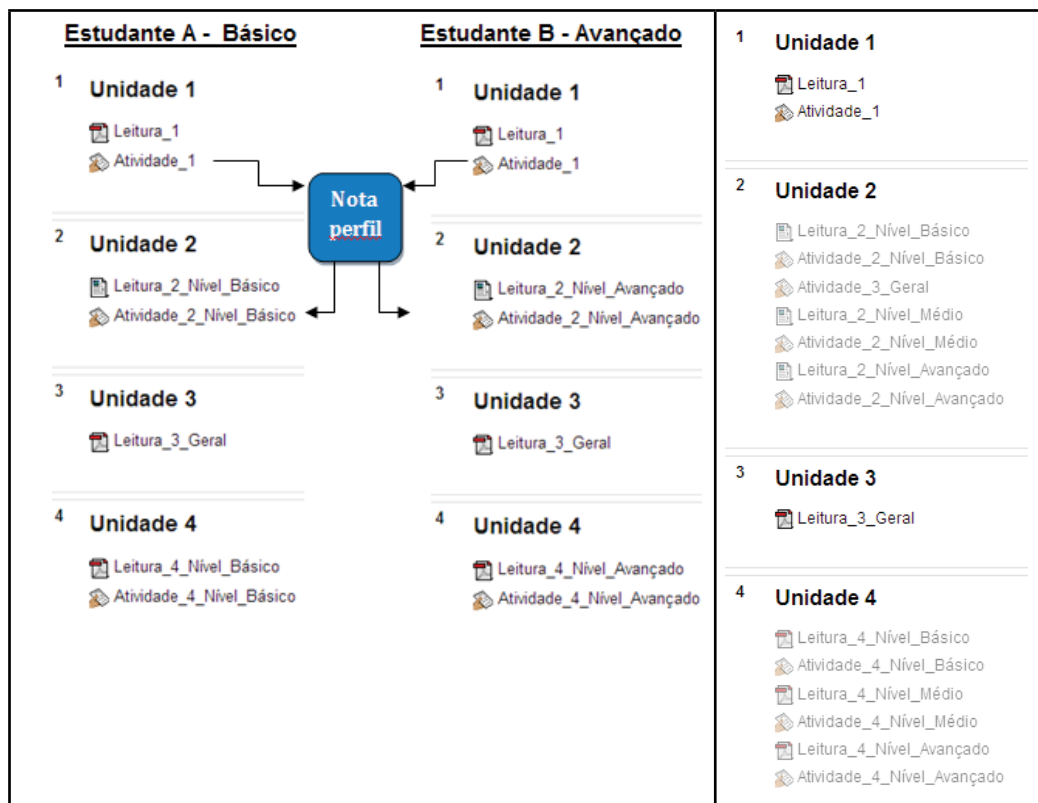 Estudante A - Básico
1 Unidade 1
Leitura_1
Atividade_1
2 Unidade 2
Leitura_2_Nível_Básico
Atividade_2_Nível_Básico
3 Unidade 3
Leitura_3_Geral
4 Unidade 4
Leitura_4_Nível_Básico
Atividade_4_Nível_Básico
Nota
perfil
Estudante B - Avançado
1 Unidade 1
Leitura_1
Atividade_1
2 Unidade 2
Leitura_2_Nível_Avançado
Atividade_2_Nível_Avançado
3 Unidade 3
Leitura_3_Geral
4 Unidade 4
Leitura_4_Nível_Avançado
Atividade_4_Nível_Avançado
1 Unidade 1
Leitura_1
Atividade_1
2 Unidade 2
Leitura_2_Nível_Básico
Atividade_2_Nível_Básico
Atividade_3_Geral
Leitura_2_Nível_Médio
Atividade_2_Nível_Médio
Leitura_2_Nível_Avançado
Atividade_2_Nível_Avançado
3 Unidade 3
Leitura_3_Geral
4 Unidade 4
Leitura_4_Nível_Básico
Atividade_4_Nível_Básico
Leitura_4_Nível_Médio
Atividade_4_Nível_Médio
Leitura_4_Nível_Avançado
Atividade_4_Nível_Avançado